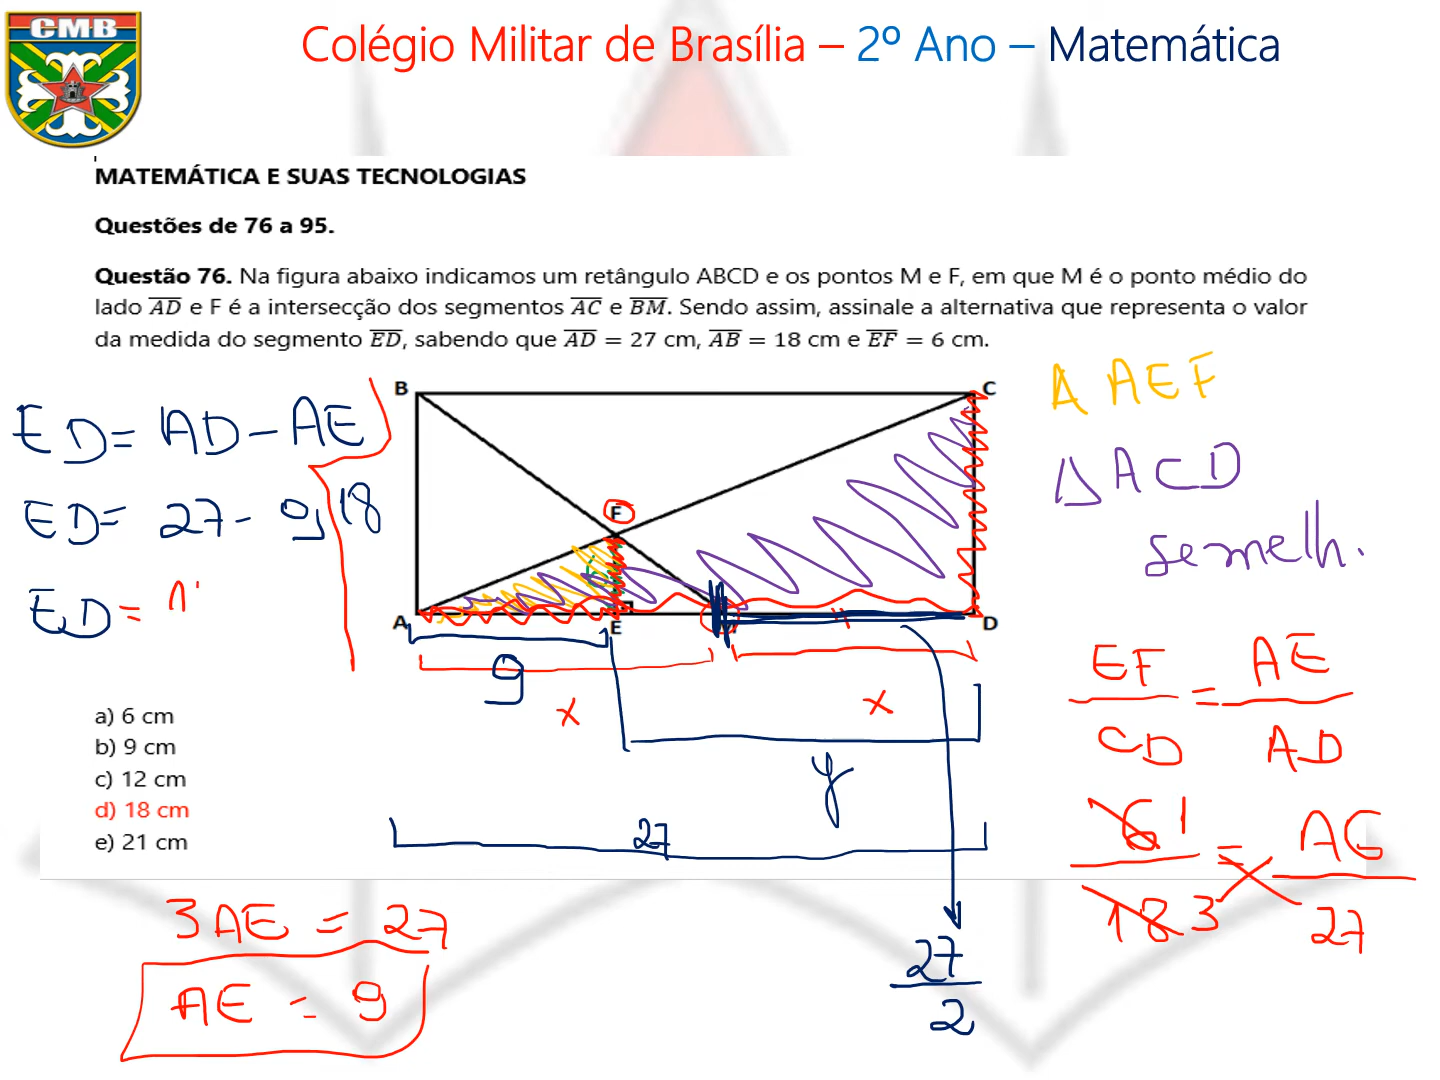 CMB
Colégio Militar de Brasília – 2º Ano – Matemática
MATEMÁTICA E SUAS TECNOLOGIAS
Questões de 76 a 95.
Questão 76. Na figura abaixo indicamos um retângulo ABCD e os pontos M e F, em que M é o ponto médio do
lado AD e F é a intersecção dos segmentos AC e BM. Sendo assim, assinale a alternativa que representa o valor
da medida do segmento ED, sabendo que AD = 27 cm, AB = 18 cm e EF = 6 cm.
B
C
F
A
E
D
ED = AD - AE
ED = 27 - 9
18
ED =
Δ AEF
Δ ACD
semelh.
EF/CD = AE/AD
6 1/18 3 = AE/27
9
x
x
y
27
27/2
a) 6 cm
b) 9 cm
c) 12 cm
d) 18 cm
e) 21 cm
3AE = 27
AE = 9